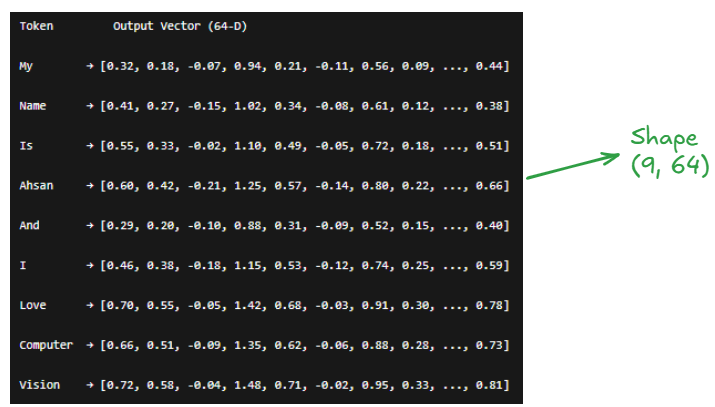 Token Output Vector (64-D)
My → [0.32, 0.18, -0.07, 0.94, 0.21, -0.11, 0.56, 0.09, ..., 0.44]
Name → [0.41, 0.27, -0.15, 1.02, 0.34, -0.08, 0.61, 0.12, ..., 0.38]
Is → [0.55, 0.33, -0.02, 1.10, 0.49, -0.05, 0.72, 0.18, ..., 0.51]
Ahsan → [0.60, 0.42, -0.21, 1.25, 0.57, -0.14, 0.80, 0.22, ..., 0.66]
And → [0.29, 0.20, -0.10, 0.88, 0.31, -0.09, 0.52, 0.15, ..., 0.40]
I → [0.46, 0.38, -0.18, 1.15, 0.53, -0.12, 0.74, 0.25, ..., 0.59]
Love → [0.70, 0.55, -0.05, 1.42, 0.68, -0.03, 0.91, 0.30, ..., 0.78]
Computer → [0.66, 0.51, -0.09, 1.35, 0.62, -0.06, 0.88, 0.28, ..., 0.73]
Vision → [0.72, 0.58, -0.04, 1.48, 0.71, -0.02, 0.95, 0.33, ..., 0.81]
Shape
(9, 64)